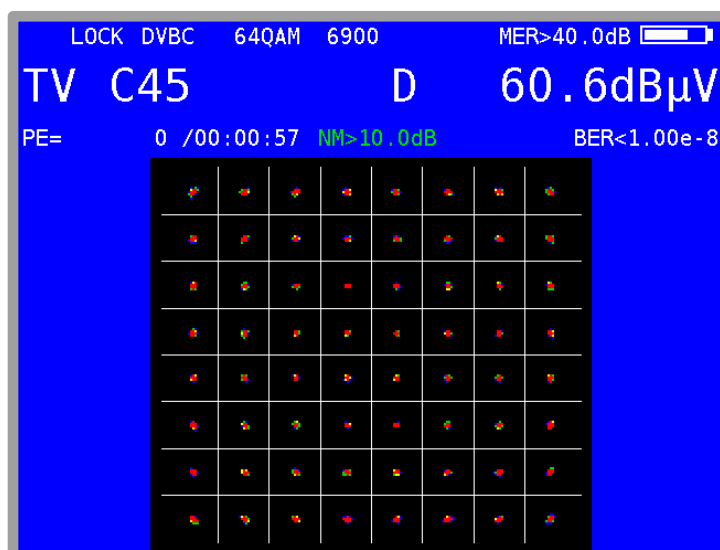 LOCK DVBC 64QAM 6900 MER>40.0dB
TV C45 D 60.6dBµV
PE= 0 /00:00:57 NM>10.0dB BER<1.00e-8